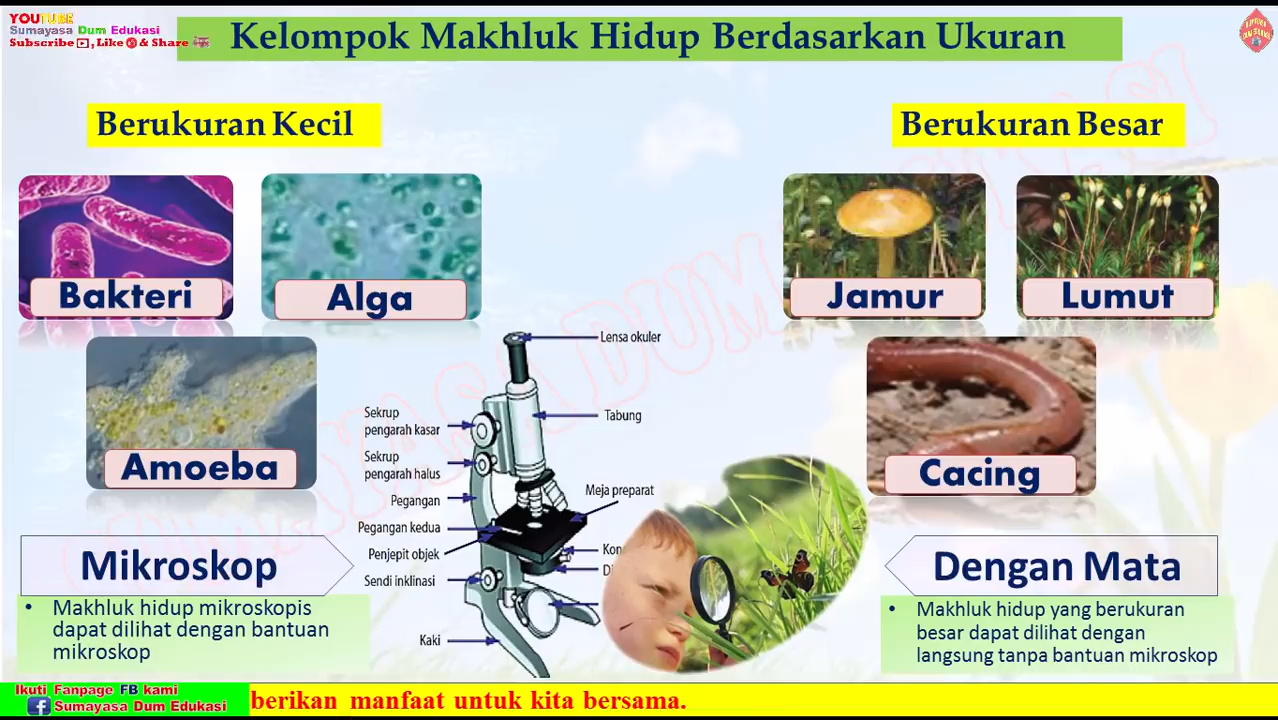 YOUTUBE
Sumayasa Dum Edukasi
Subscribe , Like & Share
Kelompok Makhluk Hidup Berdasarkan Ukuran
Berukuran Kecil
Berukuran Besar
Bakteri
Alga
Jamur
Lumut
Amoeba
Cacing
Lensa okuler
Sekrup
pengarah kasar
Tabung
Sekrup
pengarah halus
Pegangan
Meja preparat
Pegangan kedua
Penjepit objek
Sendi inklinasi
Kaki
Mikroskop
Makhluk hidup mikroskopis
dapat dilihat dengan bantuan
mikroskop
Dengan Mata
Makhluk hidup yang berukuran
besar dapat dilihat dengan
langsung tanpa bantuan mikroskop
Ikuti Fanpage FB kami
Sumayasa Dum Edukasi
berikan manfaat untuk kita bersama.